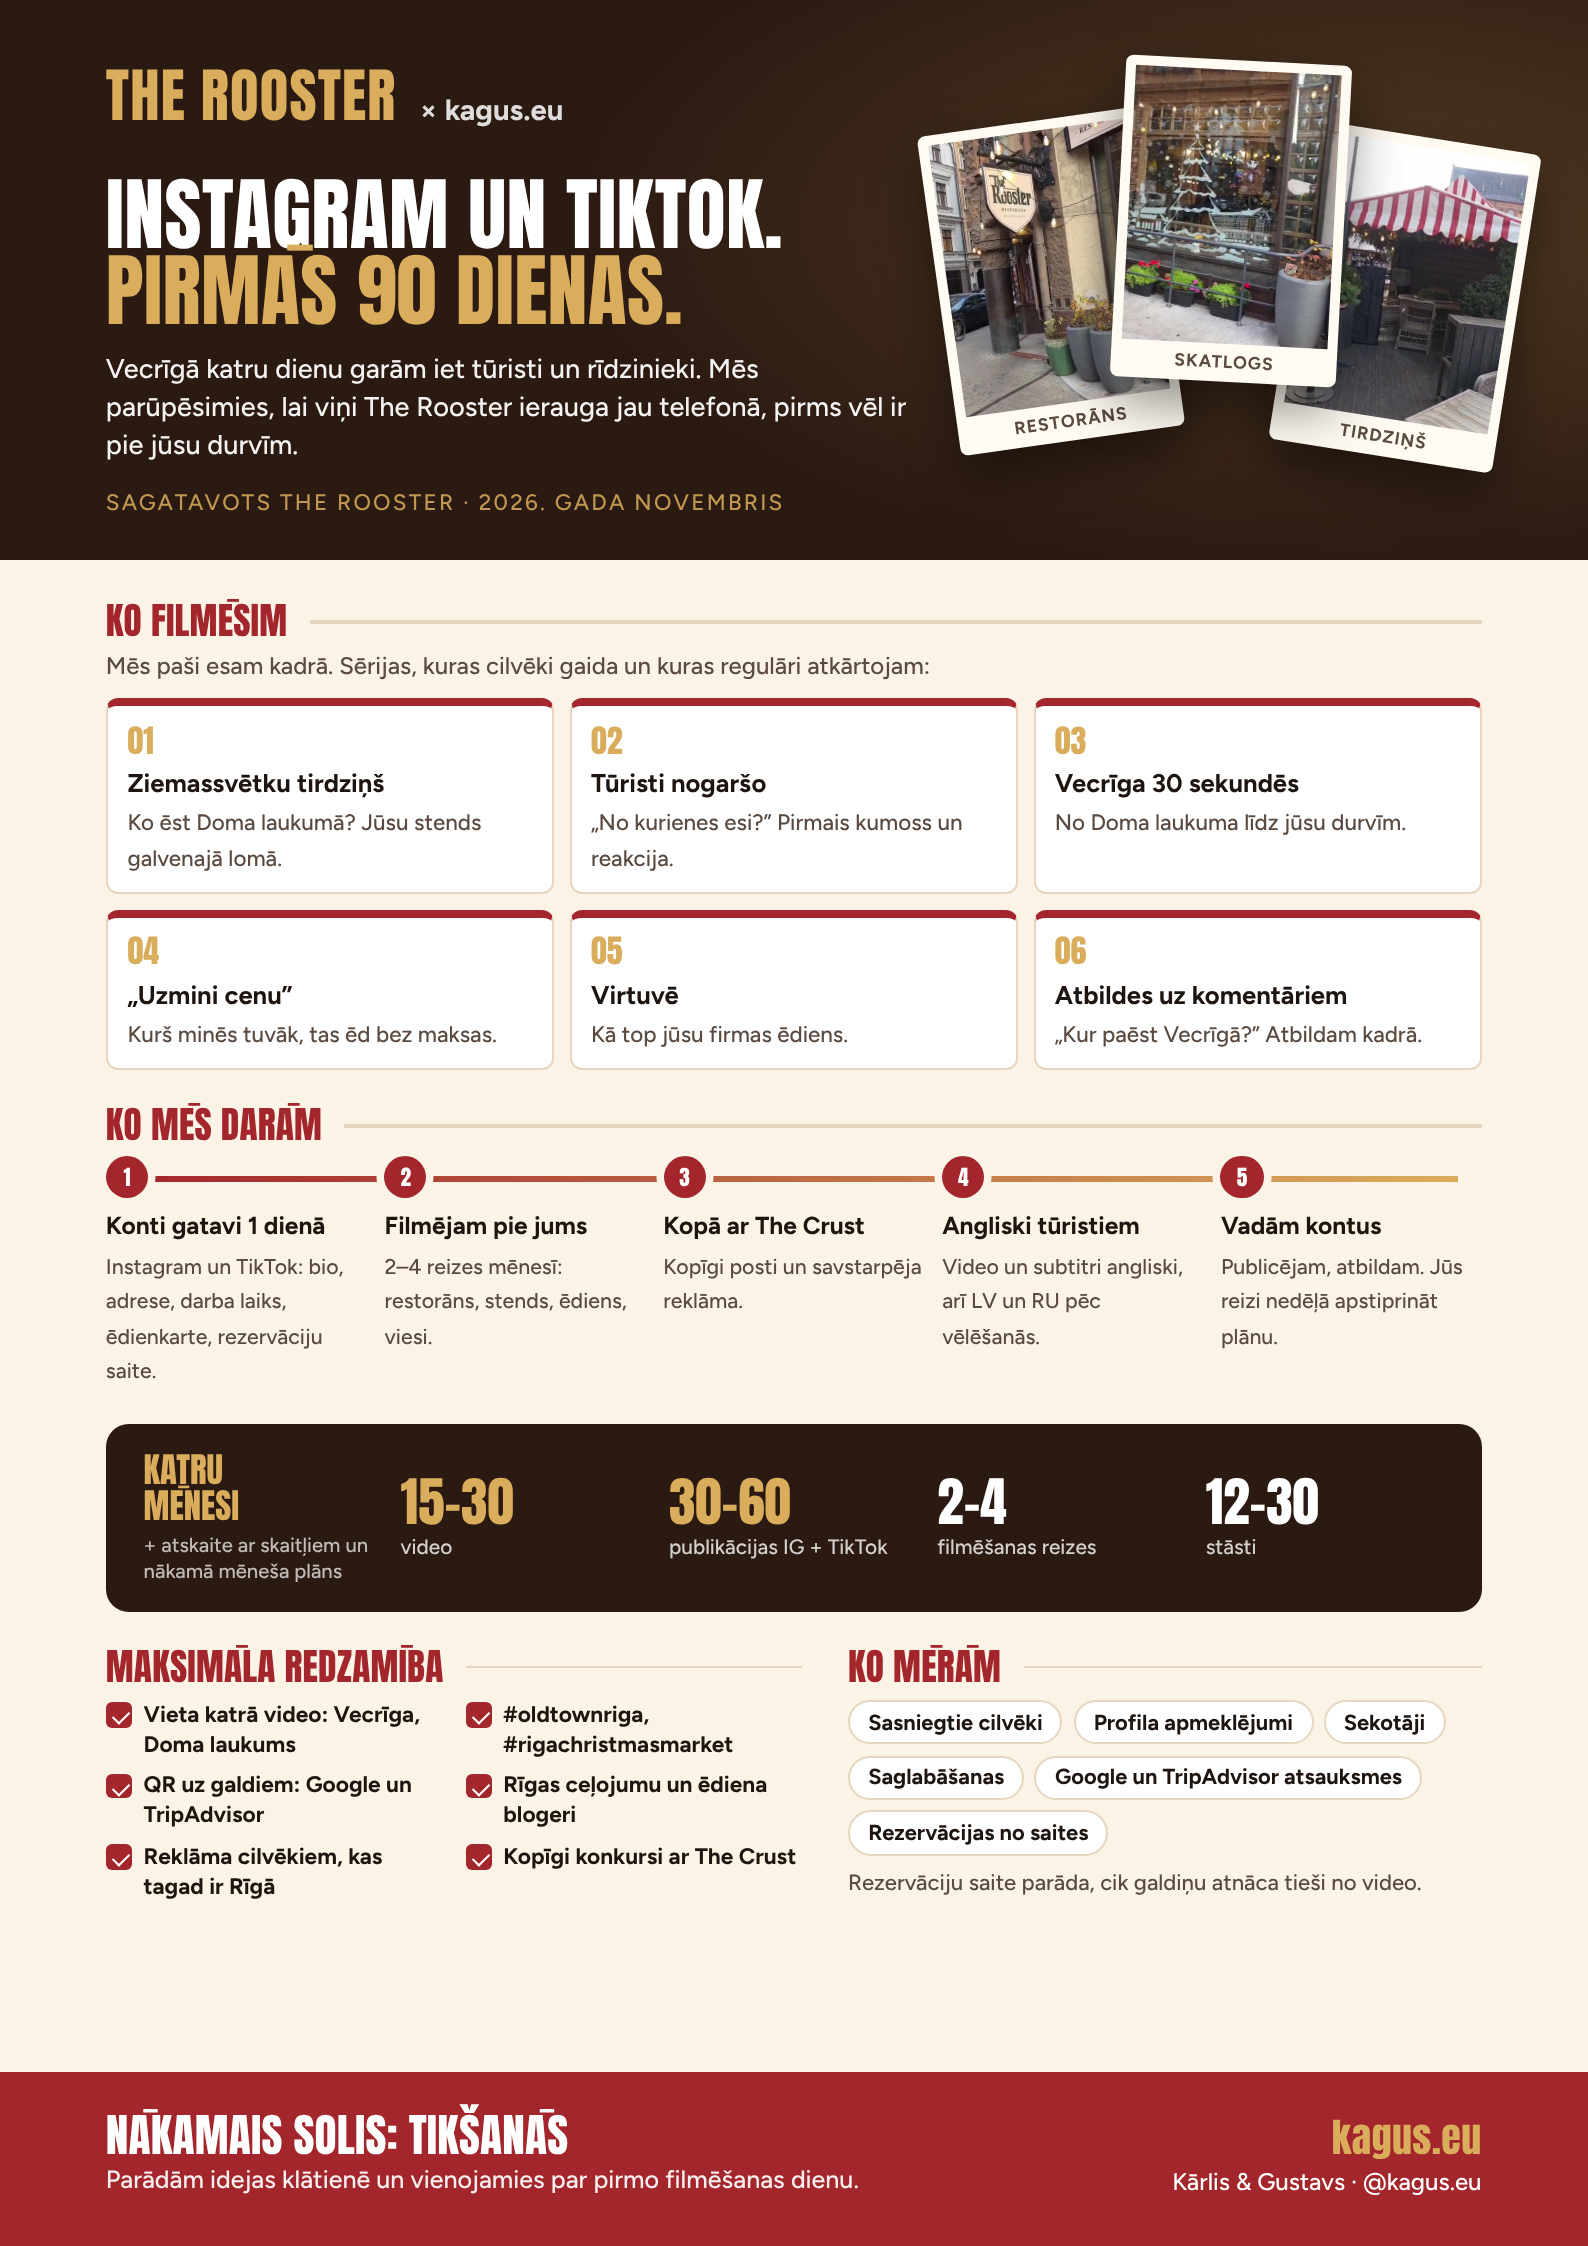 THE ROOSTER × kagus.eu
INSTAGRAM UN TIKTOK.
PIRMĀS 90 DIENAS.
Vecrīgā katru dienu garām iet tūristi un rīdzinieki. Mēs
parūpēsimies, lai viņi The Rooster ierauga jau telefonā, pirms vēl ir
pie jūsu durvīm.
SAGATAVOTS THE ROOSTER · 2026. GADA NOVEMBRIS
The
Rooster
RESTORĀNS
SKATLOGS
TIRDZIŅŠ
KO FILMĒSIM
Mēs paši esam kadrā. Sērijas, kuras cilvēki gaida un kuras regulāri atkārtojam:
01
Ziemassvētku tirdziņš
Ko ēst Doma laukumā? Jūsu stends
galvenajā lomā.
02
Tūristi nogaršo
„No kurienes esi?” Pirmais kumoss un
reakcija.
03
Vecrīga 30 sekundēs
No Doma laukuma līdz jūsu durvīm.
04
„Uzmini cenu”
Kurš minēs tuvāk, tas ēd bez maksas.
05
Virtuvē
Kā top jūsu firmas ēdiens.
06
Atbildes uz komentāriem
„Kur paēst Vecrīgā?” Atbildam kadrā.
KO MĒS DARĀM
1
Konti gatavi 1 dienā
Instagram un TikTok: bio,
adrese, darba laiks,
ēdienkarte, rezervāciju
saite.
2
Filmējam pie jums
2–4 reizes mēnesī:
restorāns, stends, ēdiens,
viesi.
3
Kopā ar The Crust
Kopīgi posti un savstarpēja
reklāma.
4
Angliski tūristiem
Video un subtitri angliski,
arī LV un RU pēc
vēlēšanās.
5
Vadām kontus
Publicējam, atbildam. Jūs
reizi nedēļā apstiprināt
plānu.
KATRU
MĒNESI
+ atskaite ar skaitļiem un
nākamā mēneša plāns
15-30
video
30-60
publikācijas IG + TikTok
2-4
filmēšanas reizes
12-30
stāsti
MAKSIMĀLA REDZAMĪBA
Vieta katrā video: Vecrīga,
Doma laukums
#oldtownriga,
#rigachristmasmarket
QR uz galdiem: Google un
TripAdvisor
Rīgas ceļojumu un ēdiena
blogeri
Reklāma cilvēkiem, kas
tagad ir Rīgā
Kopīgi konkursi ar The Crust
KO MĒRĀM
Sasniegtie cilvēki
Profila apmeklējumi
Sekotāji
Saglabāšanas
Google un TripAdvisor atsauksmes
Rezervācijas no saites
Rezervāciju saite parāda, cik galdiņu atnāca tieši no video.
NĀKAMAIS SOLIS: TIKŠANĀS
Parādām idejas klātienē un vienojamies par pirmo filmēšanas dienu.
kagus.eu
Kārlis & Gustavs · @kagus.eu